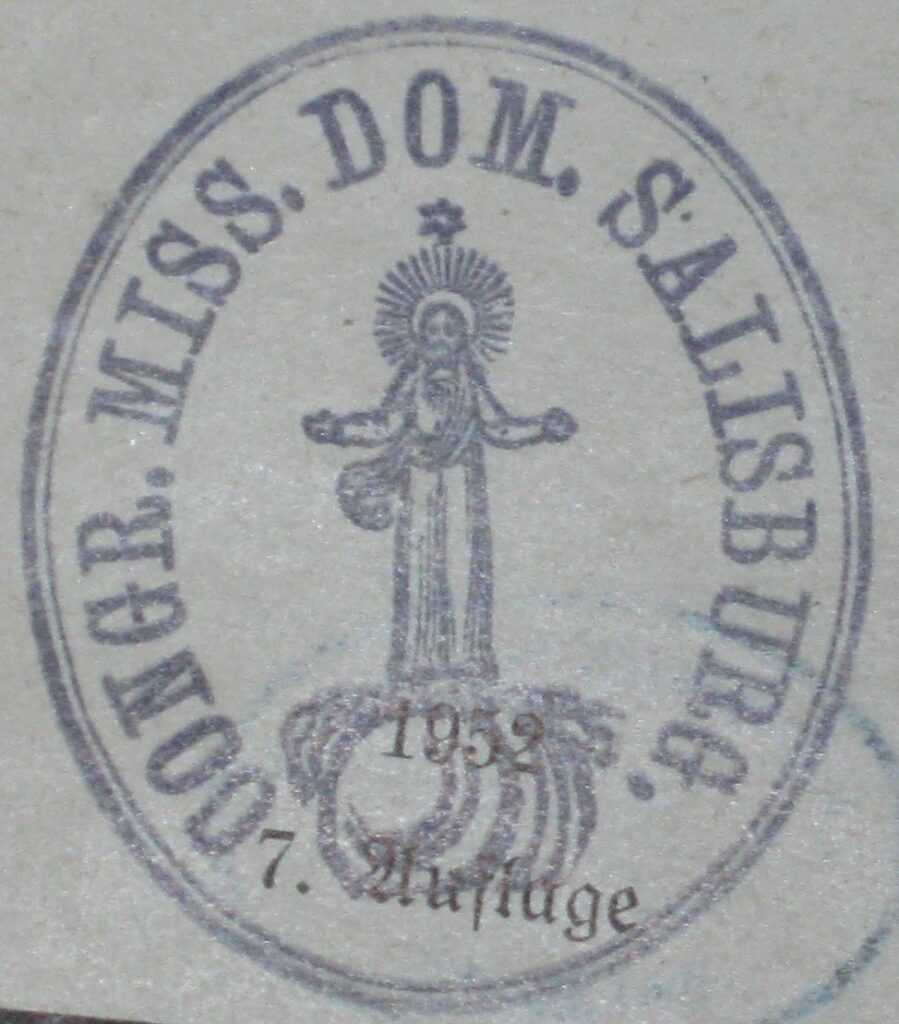 CONGR. MISS. DOM. SALISBURG.
1952
7. Auflage